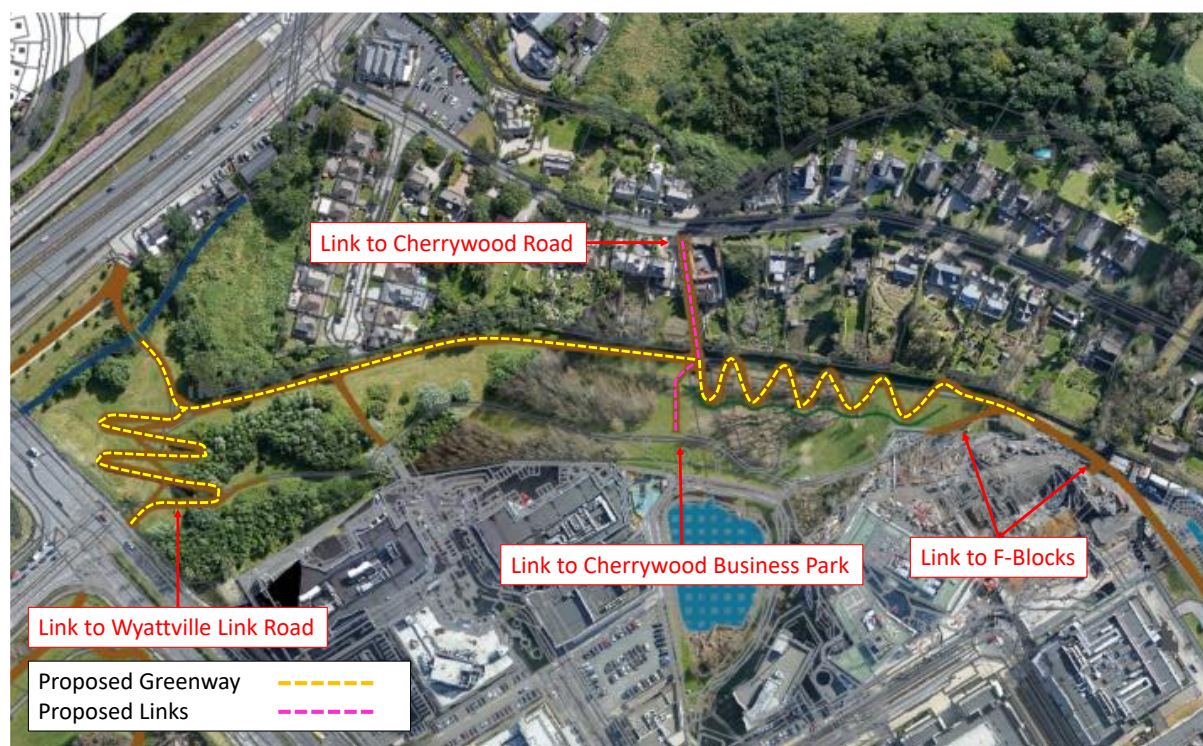 Link to Cherrywood Road
Link to Cherrywood Business Park
Link to F-Blocks
Link to Wyattville Link Road
Proposed Greenway
Proposed Links